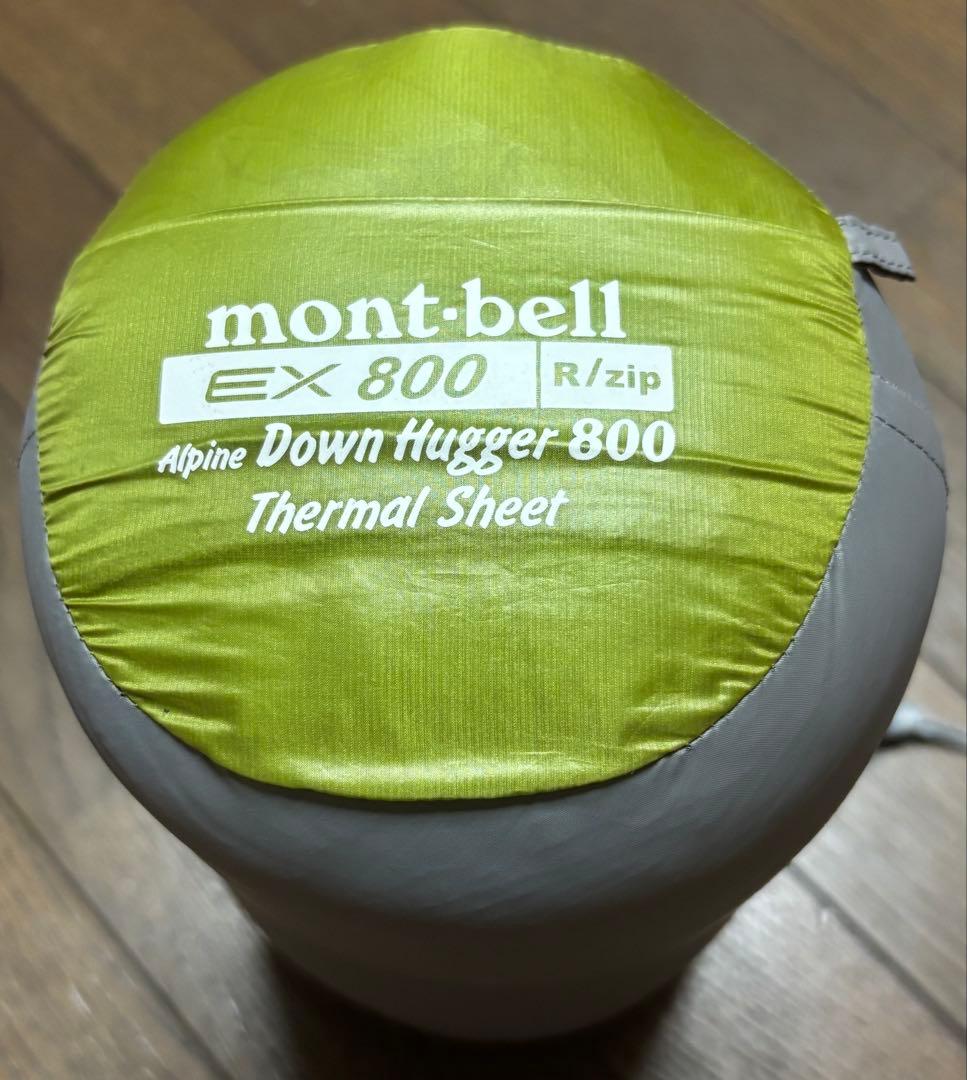 mont·bell
EX 800 R/zip
Alpine Down Hugger 800
Thermal Sheet